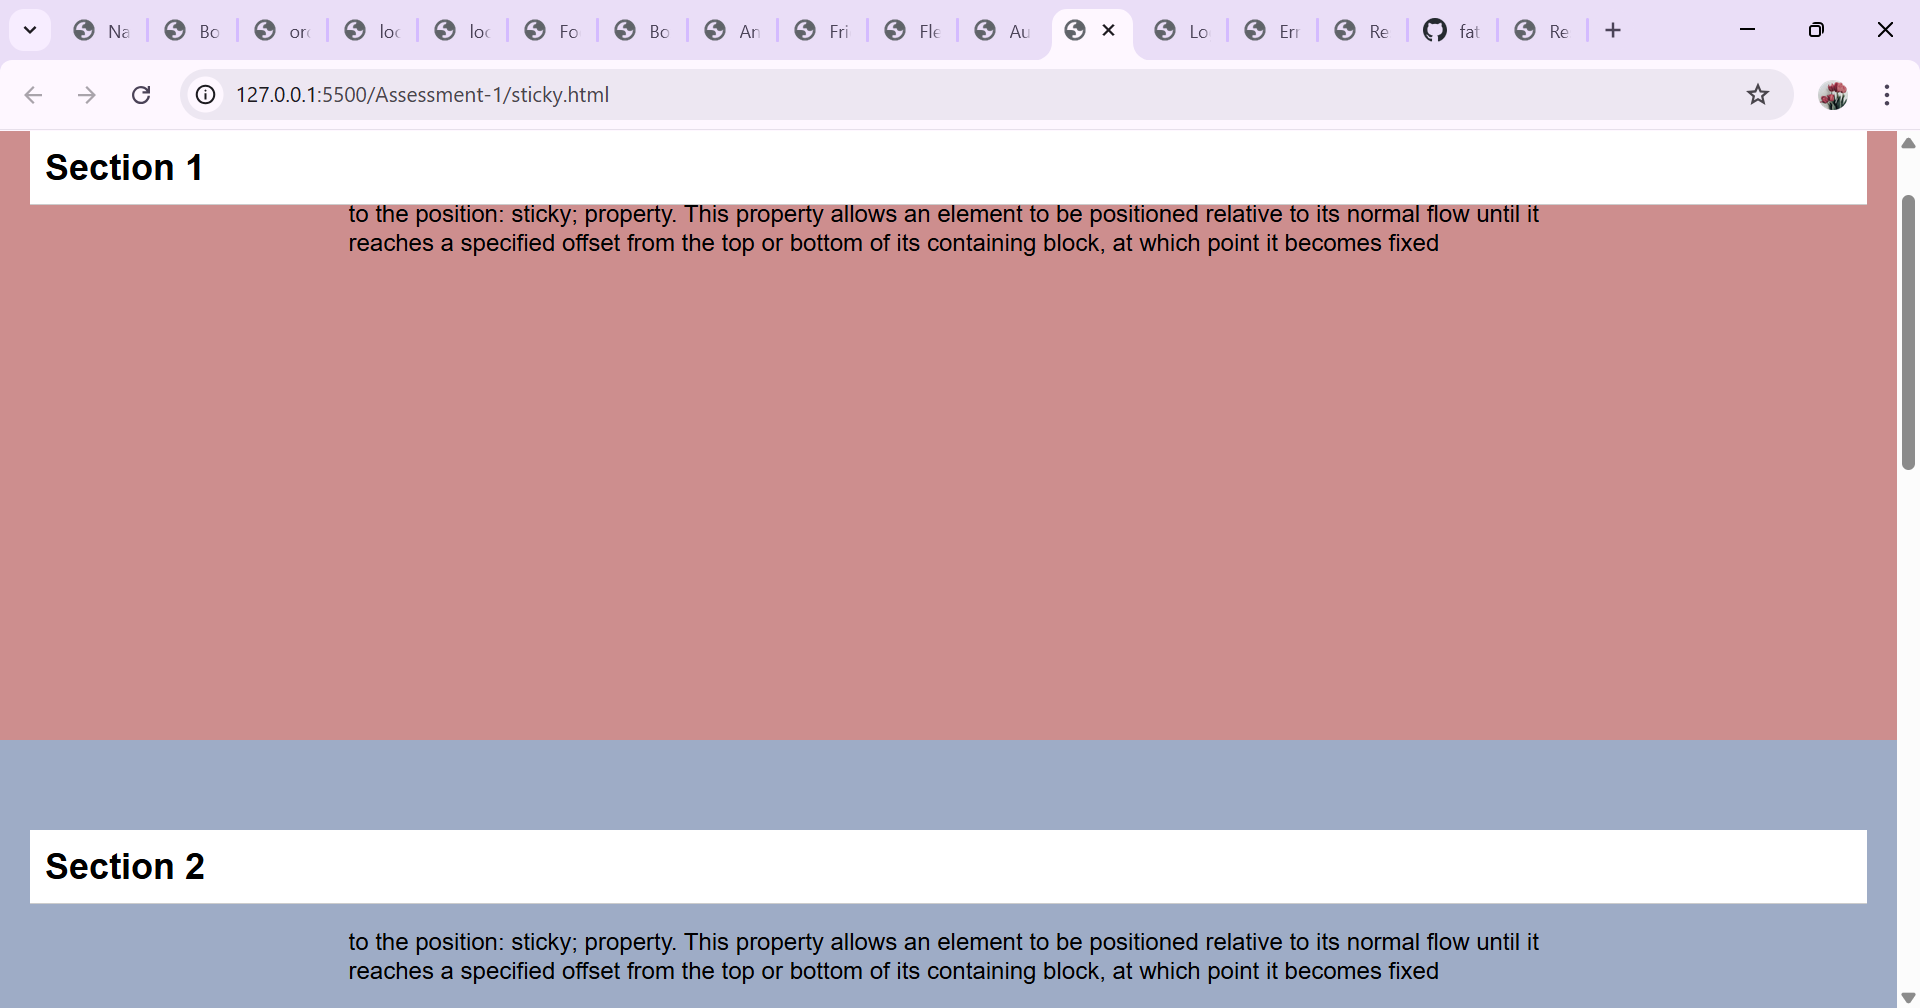 Na
Bo
or
loc
loc
Fo
Bo
An
Fri
Fle
Au
Lo
Err
Re
fat
Re
127.0.0.1:5500/Assessment-1/sticky.html
Section 1
to the position: sticky; property. This property allows an element to be positioned relative to its normal flow until it
reaches a specified offset from the top or bottom of its containing block, at which point it becomes fixed
Section 2
to the position: sticky; property. This property allows an element to be positioned relative to its normal flow until it
reaches a specified offset from the top or bottom of its containing block, at which point it becomes fixed